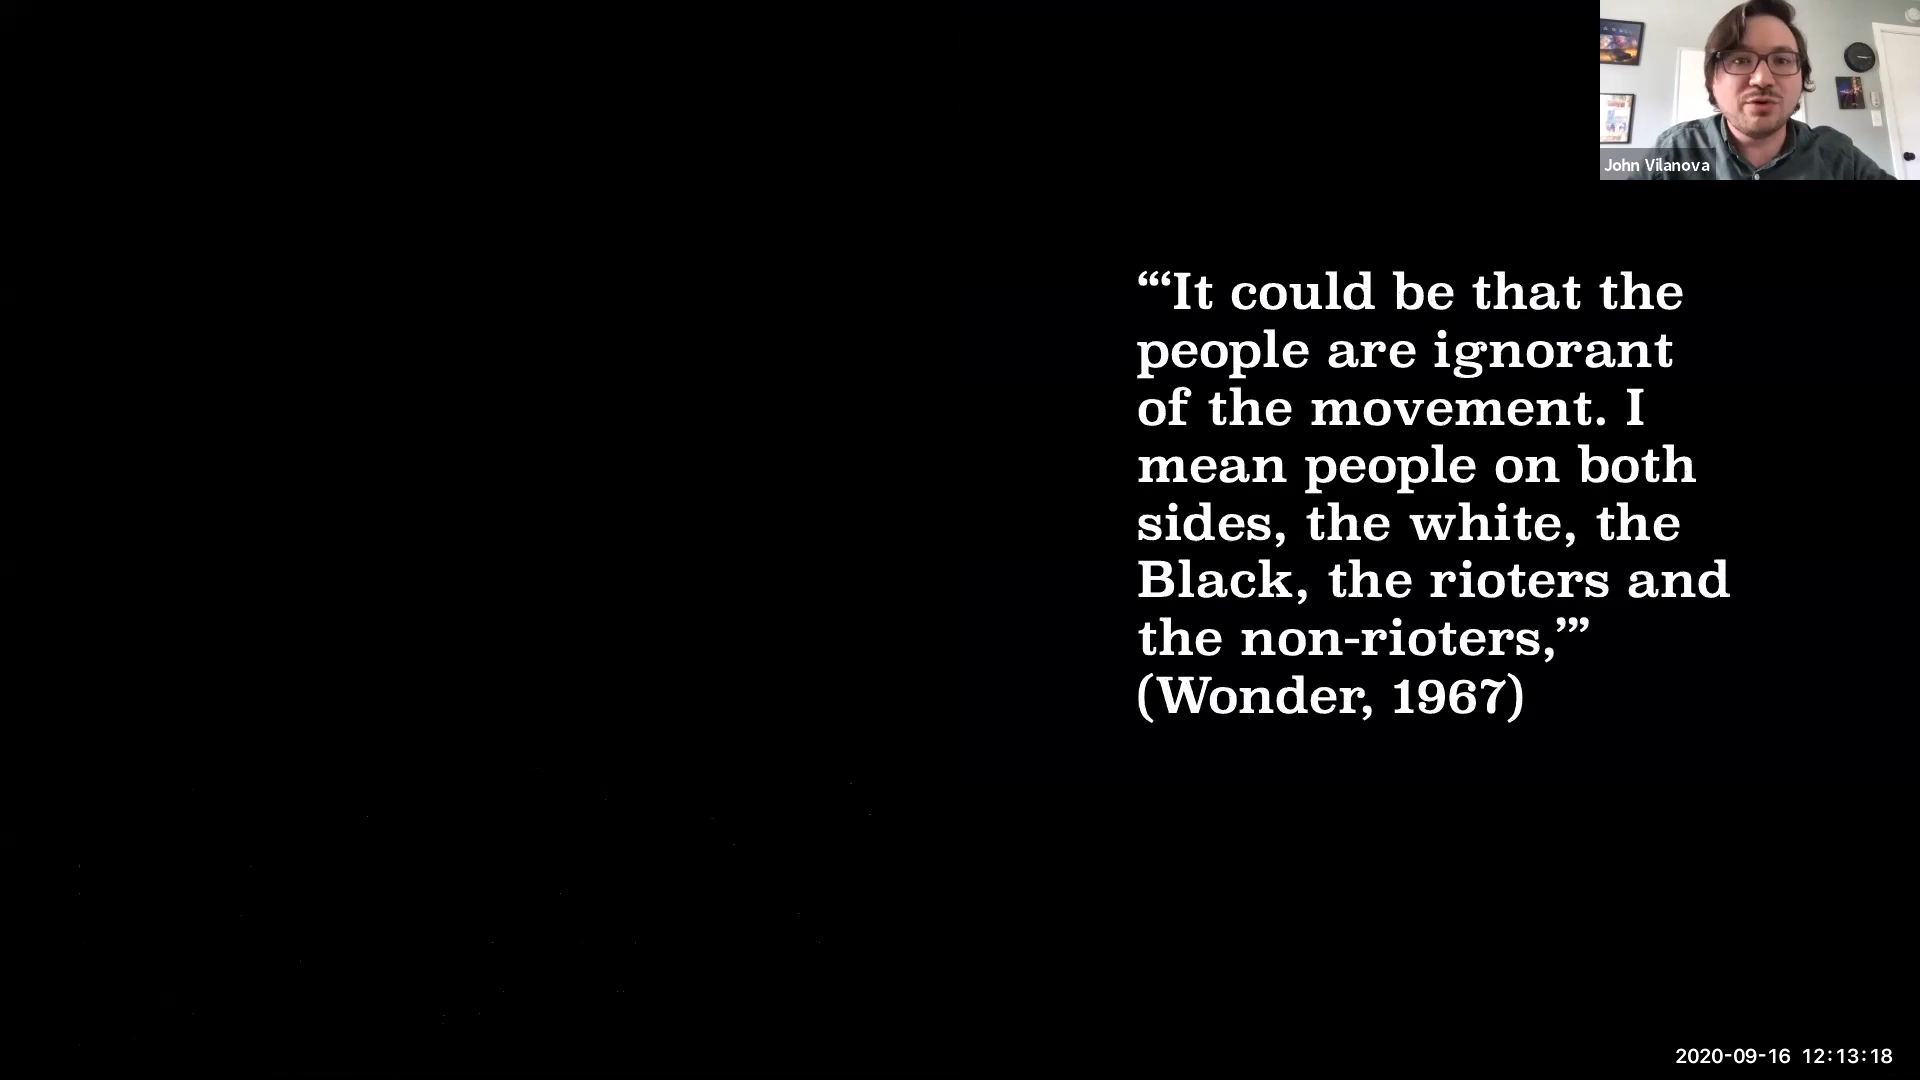 John Vilanova
“‘It could be that the
people are ignorant
of the movement. I
mean people on both
sides, the white, the
Black, the rioters and
the non-rioters,’”
(Wonder, 1967)
2020-09-16 12:13:18